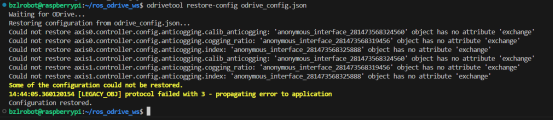 bzlrobot@raspberrypi:~/ros_odrive_ws$ odrivetool restore-config odrive_config.json
Waiting for ODrive...
Restoring configuration from odrive_config.json...
Could not restore axis0.controller.config.anticogging.calib_anticogging: 'anonymous_interface_281473568324560' object has no attribute 'exchange'
Could not restore axis0.controller.config.anticogging.cogging_ratio: 'anonymous_interface_281473568319456' object has no attribute 'exchange'
Could not restore axis0.controller.config.anticogging.index: 'anonymous_interface_281473568325888' object has no attribute 'exchange'
Could not restore axis1.controller.config.anticogging.calib_anticogging: 'anonymous_interface_281473568324560' object has no attribute 'exchange'
Could not restore axis1.controller.config.anticogging.cogging_ratio: 'anonymous_interface_281473568319456' object has no attribute 'exchange'
Could not restore axis1.controller.config.anticogging.index: 'anonymous_interface_281473568325888' object has no attribute 'exchange'
Some of the configuration could not be restored.
14:44:05.360120154 [LEGACY_OBJ] protocol failed with 3 - propagating error to application
Configuration restored.
bzlrobot@raspberrypi:~/ros_odrive_ws$